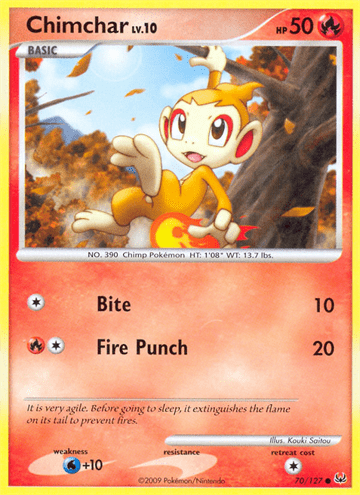 Chimchar LV.10 HP 50
BASIC
NO. 390 Chimp Pokémon HT: 1'08" WT: 13.7 lbs.
Bite 10
Fire Punch 20
It is very agile. Before going to sleep, it extinguishes the flame
on its tail to prevent fires.
Illus. Kouki Saitou
weakness resistance retreat cost
+10
©2009 Pokémon/Nintendo 70/127